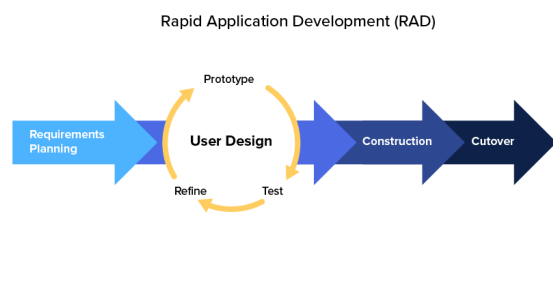 Rapid Application Development (RAD)
Prototype
Requirements
Planning
User Design
Construction
Cutover
Refine
Test